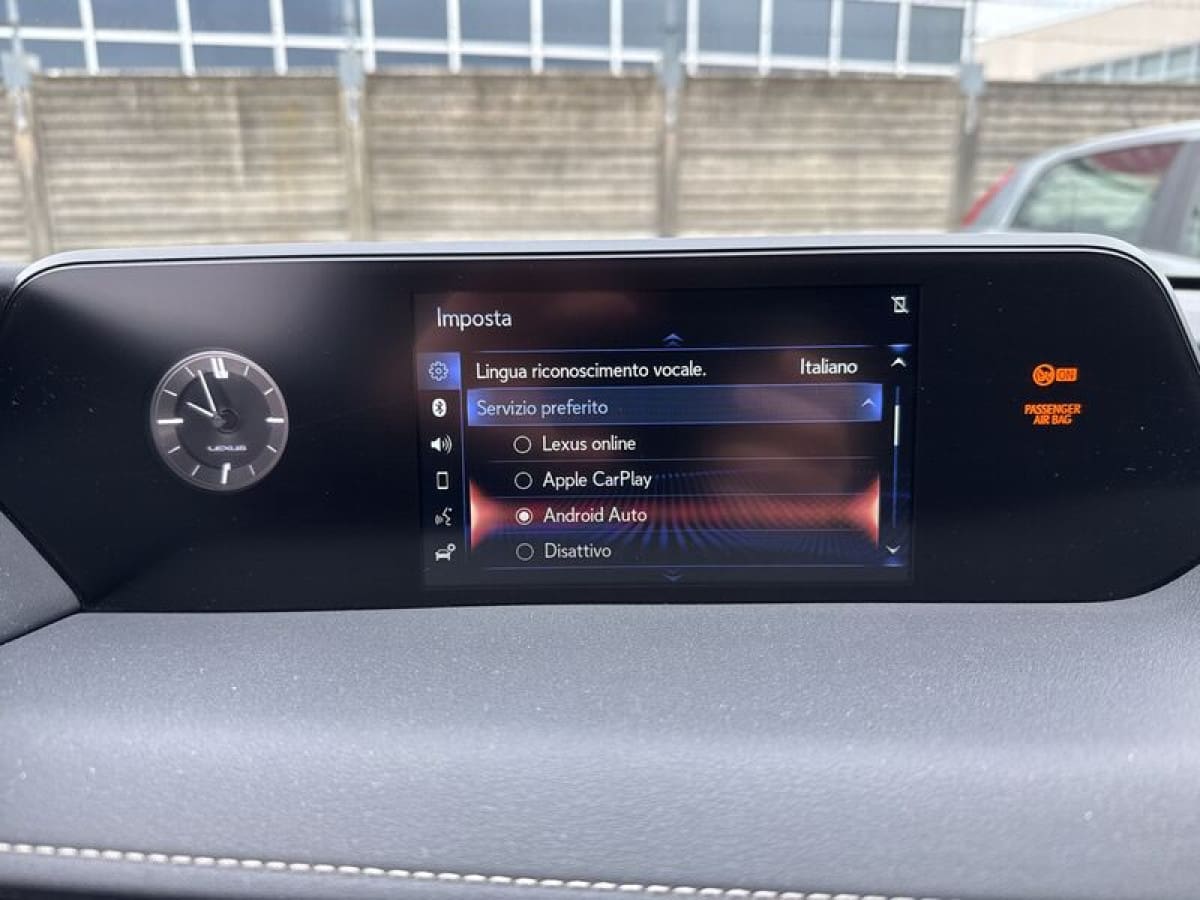 Imposta
Lingua riconoscimento vocale. Italiano
Servizio preferito
Lexus online
Apple CarPlay
Android Auto
Disattivo
LEXUS
ON
PASSENGER
AIR BAG